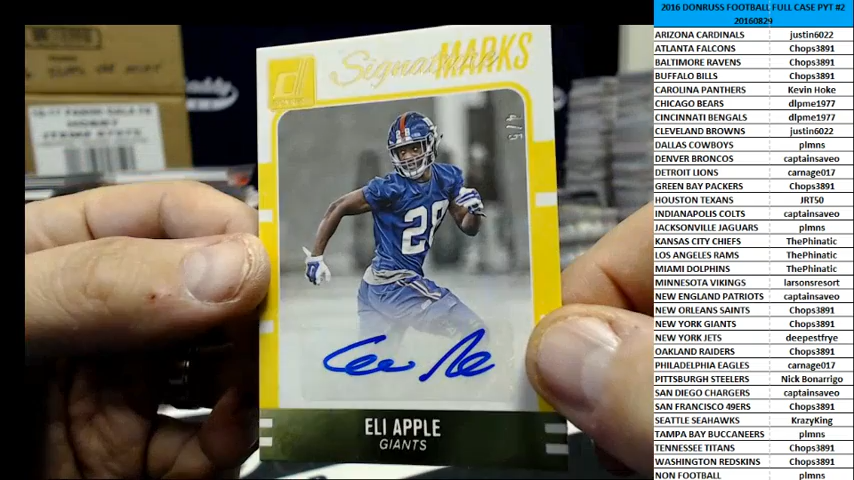 Signature MARKS
4/5
28
ELI APPLE
GIANTS
2016 DONRUSS FOOTBALL FULL CASE PYT #2
20160829
ARIZONA CARDINALS justin6022
ATLANTA FALCONS Chops3891
BALTIMORE RAVENS Chops3891
BUFFALO BILLS Chops3891
CAROLINA PANTHERS Kevin Hoke
CHICAGO BEARS dlpme1977
CINCINNATI BENGALS dlpme1977
CLEVELAND BROWNS justin6022
DALLAS COWBOYS plmns
DENVER BRONCOS captainsaveo
DETROIT LIONS carnage017
GREEN BAY PACKERS Chops3891
HOUSTON TEXANS JRT50
INDIANAPOLIS COLTS captainsaveo
JACKSONVILLE JAGUARS plmns
KANSAS CITY CHIEFS ThePhinatic
LOS ANGELES RAMS ThePhinatic
MIAMI DOLPHINS ThePhinatic
MINNESOTA VIKINGS larsonsresort
NEW ENGLAND PATRIOTS captainsaveo
NEW ORLEANS SAINTS Chops3891
NEW YORK GIANTS Chops3891
NEW YORK JETS deepestfrye
OAKLAND RAIDERS Chops3891
PHILADELPHIA EAGLES carnage017
PITTSBURGH STEELERS Nick Bonarrigo
SAN DIEGO CHARGERS captainsaveo
SAN FRANCISCO 49ERS Chops3891
SEATTLE SEAHAWKS KrazyKing
TAMPA BAY BUCCANEERS plmns
TENNESSEE TITANS Chops3891
WASHINGTON REDSKINS Chops3891
NON FOOTBALL plmns